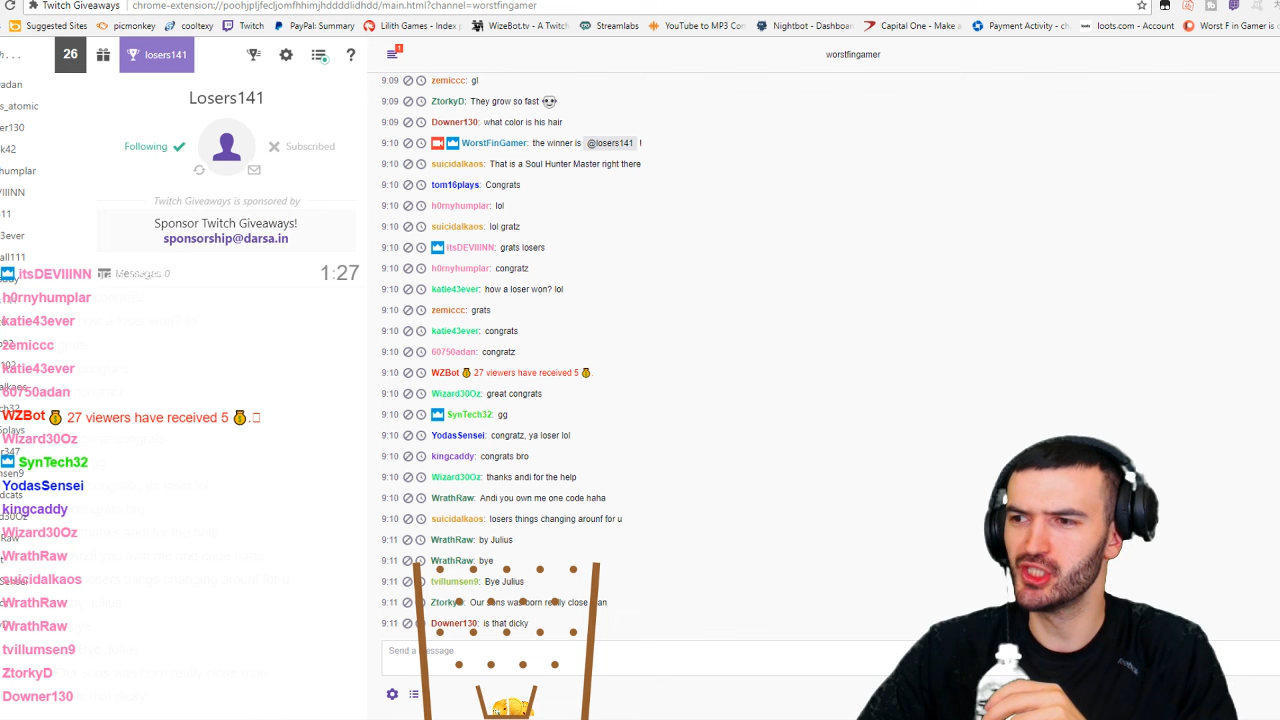 Twitch Giveaways
chrome-extension://poohjpljfecljomfhhimjhddddlidhdd/main.html?channel=worstfingamer
Suggested Sites
picmonkey
cooltext
Twitch
PayPal: Summary
Lilith Games - Index p
WizeBot.tv - A Twitch
Streamlabs
YouTube to MP3 Con
Nightbot - Dashboard
Capital One - Make a
Payment Activity - ch
loots.com - Account
Worst F in Gamer is c
26
losers141
?
1
worstfingamer
Losers141
Following
Subscribed
Twitch Giveaways is sponsored by
Sponsor Twitch Giveaways!
sponsorship@darsa.in
Messages 0
1:27
itsDEVIIINN
h0rnyhumplar
katie43ever
zemiccc
katie43ever
60750adan
WZBot 27 viewers have received 5 .
Wizard30Oz
SynTech32
YodasSensei
kingcaddy
Wizard30Oz
WrathRaw
suicidalkaos
WrathRaw
WrathRaw
tvillumsen9
ZtorkyD
Downer130
9:09 zemiccc: gl
9:09 ZtorkyD: They grow so fast
9:09 Downer130: what color is his hair
9:10 WorstFinGamer: the winner is @losers141 !
9:10 suicidalkaos: That is a Soul Hunter Master right there
9:10 tom16plays: Congrats
9:10 h0rnyhumplar: lol
9:10 suicidalkaos: lol gratz
9:10 itsDEVIIINN: grats losers
9:10 h0rnyhumplar: congratz
9:10 katie43ever: how a loser won? lol
9:10 zemiccc: grats
9:10 katie43ever: congrats
9:10 60750adan: congratz
9:10 WZBot 27 viewers have received 5 .
9:10 Wizard30Oz: great congrats
9:10 SynTech32: gg
9:10 YodasSensei: congratz, ya loser lol
9:10 kingcaddy: congrats bro
9:10 Wizard30Oz: thanks andi for the help
9:10 WrathRaw: Andi you own me one code haha
9:10 suicidalkaos: losers things changing arounf for u
9:11 WrathRaw: by Julius
9:11 WrathRaw: bye
9:11 tvillumsen9: Bye Julius
9:11 ZtorkyD: Our sons was born really close man
9:11 Downer130: is that dicky
Send a message